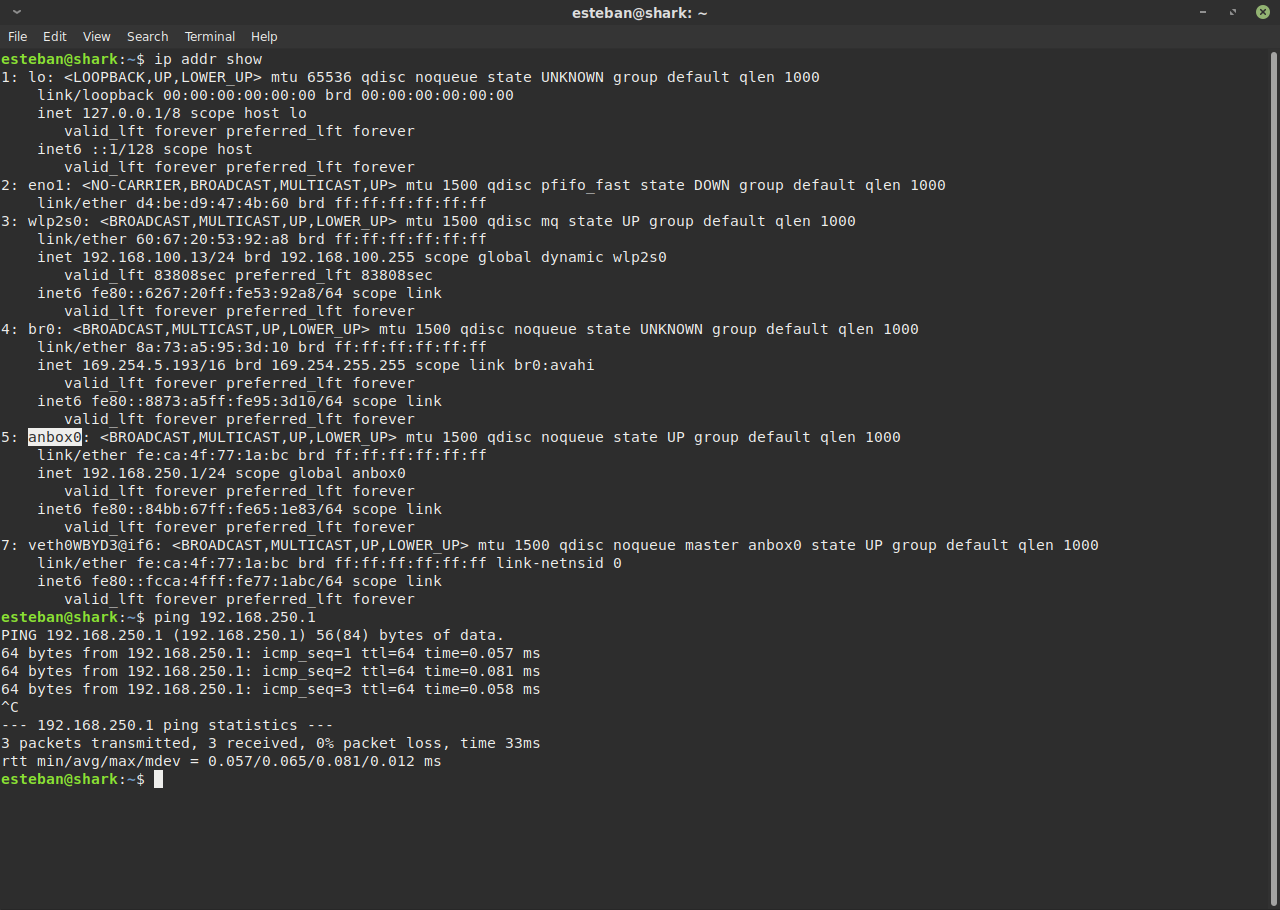 esteban@shark: ~
File Edit View Search Terminal Help
esteban@shark:~$ ip addr show
1: lo: <LOOPBACK,UP,LOWER_UP> mtu 65536 qdisc noqueue state UNKNOWN group default qlen 1000
    link/loopback 00:00:00:00:00:00 brd 00:00:00:00:00:00
    inet 127.0.0.1/8 scope host lo
       valid_lft forever preferred_lft forever
    inet6 ::1/128 scope host
       valid_lft forever preferred_lft forever
2: eno1: <NO-CARRIER,BROADCAST,MULTICAST,UP> mtu 1500 qdisc pfifo_fast state DOWN group default qlen 1000
    link/ether d4:be:d9:47:4b:60 brd ff:ff:ff:ff:ff:ff
3: wlp2s0: <BROADCAST,MULTICAST,UP,LOWER_UP> mtu 1500 qdisc mq state UP group default qlen 1000
    link/ether 60:67:20:53:92:a8 brd ff:ff:ff:ff:ff:ff
    inet 192.168.100.13/24 brd 192.168.100.255 scope global dynamic wlp2s0
       valid_lft 83808sec preferred_lft 83808sec
    inet6 fe80::6267:20ff:fe53:92a8/64 scope link
       valid_lft forever preferred_lft forever
4: br0: <BROADCAST,MULTICAST,UP,LOWER_UP> mtu 1500 qdisc noqueue state UNKNOWN group default qlen 1000
    link/ether 8a:73:a5:95:3d:10 brd ff:ff:ff:ff:ff:ff
    inet 169.254.5.193/16 brd 169.254.255.255 scope link br0:avahi
       valid_lft forever preferred_lft forever
    inet6 fe80::8873:a5ff:fe95:3d10/64 scope link
       valid_lft forever preferred_lft forever
5: anbox0: <BROADCAST,MULTICAST,UP,LOWER_UP> mtu 1500 qdisc noqueue state UP group default qlen 1000
    link/ether fe:ca:4f:77:1a:bc brd ff:ff:ff:ff:ff:ff
    inet 192.168.250.1/24 scope global anbox0
       valid_lft forever preferred_lft forever
    inet6 fe80::84bb:67ff:fe65:1e83/64 scope link
       valid_lft forever preferred_lft forever
7: veth0WBYD3@if6: <BROADCAST,MULTICAST,UP,LOWER_UP> mtu 1500 qdisc noqueue master anbox0 state UP group default qlen 1000
    link/ether fe:ca:4f:77:1a:bc brd ff:ff:ff:ff:ff:ff link-netnsid 0
    inet6 fe80::fcca:4fff:fe77:1abc/64 scope link
       valid_lft forever preferred_lft forever
esteban@shark:~$ ping 192.168.250.1
PING 192.168.250.1 (192.168.250.1) 56(84) bytes of data.
64 bytes from 192.168.250.1: icmp_seq=1 ttl=64 time=0.057 ms
64 bytes from 192.168.250.1: icmp_seq=2 ttl=64 time=0.081 ms
64 bytes from 192.168.250.1: icmp_seq=3 ttl=64 time=0.058 ms
^C
--- 192.168.250.1 ping statistics ---
3 packets transmitted, 3 received, 0% packet loss, time 33ms
rtt min/avg/max/mdev = 0.057/0.065/0.081/0.012 ms
esteban@shark:~$